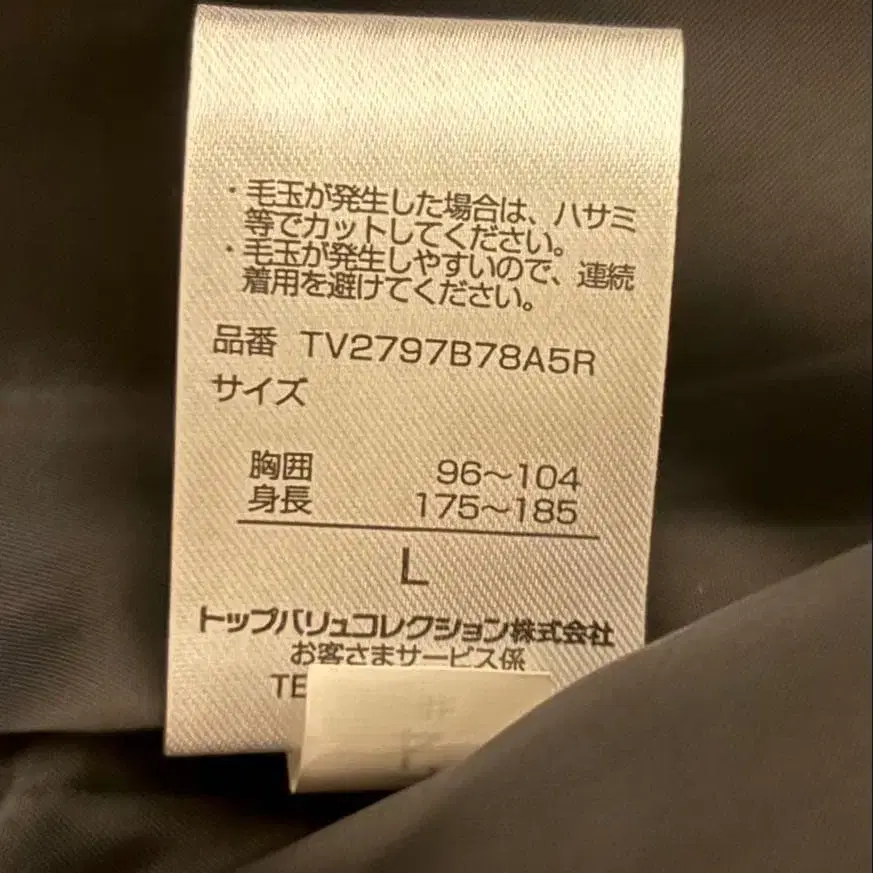 ・毛玉が発生した場合は、ハサミ
等でカットしてください。
・毛玉が発生しやすいので、連続
着用を避けてください。
品番 TV2797B78A5R
サイズ
胸囲 96～104
身長 175～185
L
トップバリュコレクション株式会社
お客さまサービス係
TE